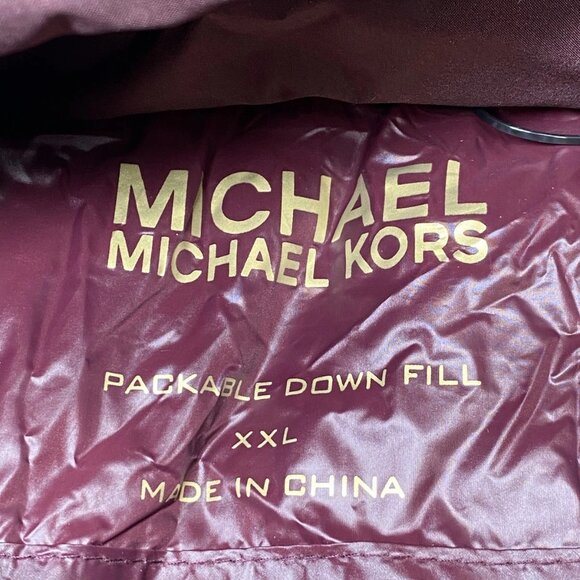 MICHAEL
MICHAEL KORS
PACKABLE DOWN FILL
XXL
MADE IN CHINA